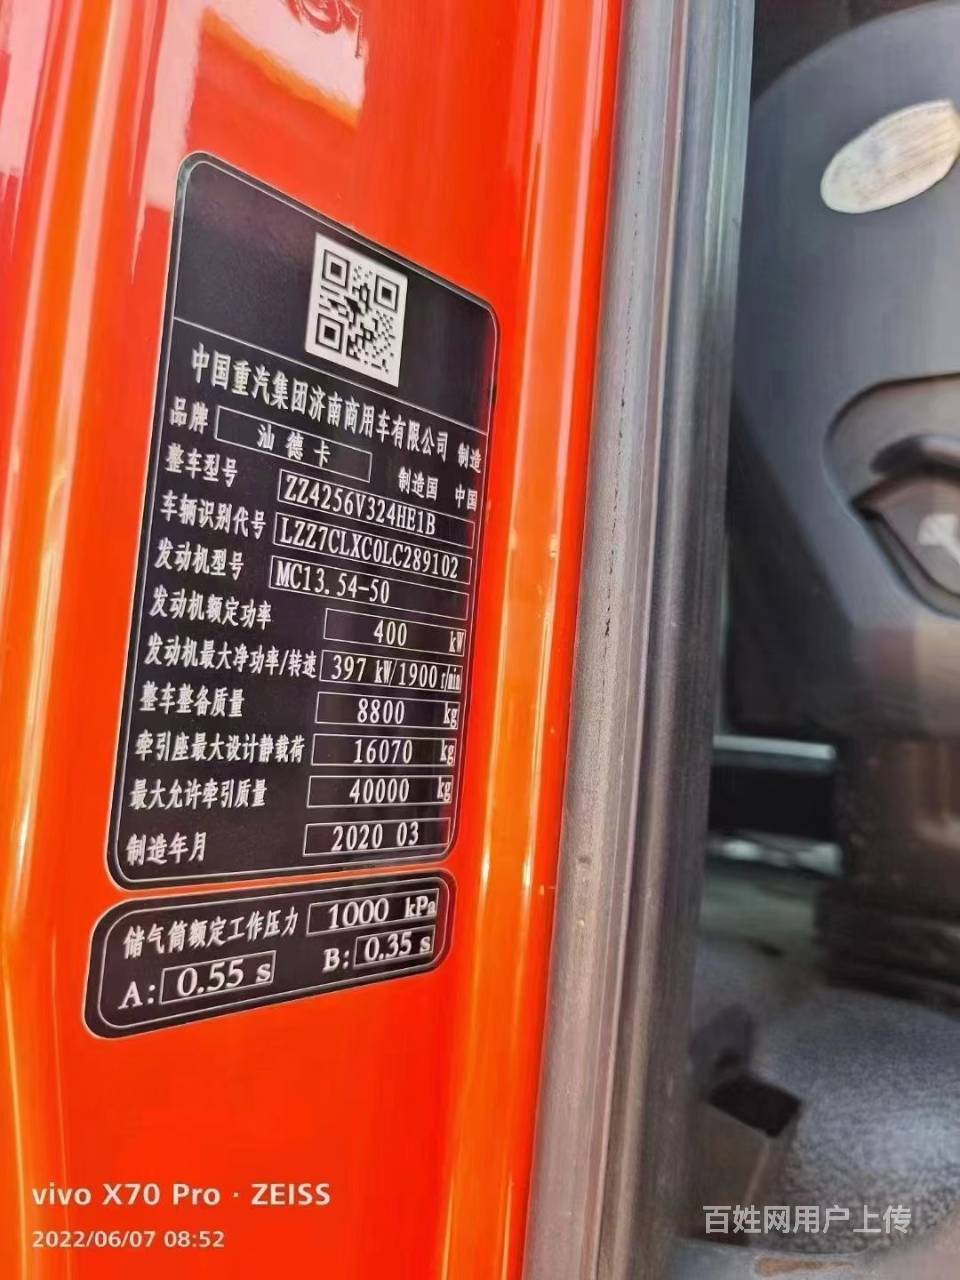 中国重汽集团济南商用车有限公司 制造
品牌 汕德卡 制造国 中国
整车型号 ZZ4256V324HE1B
车辆识别代号 LZZ7CLXC0LC289102
发动机型号 MC13.54-50
发动机额定功率 400 kW
发动机最大净功率/转速 397 kW/1900 r/min
整车整备质量 8800 kg
牵引座最大设计静载荷 16070 kg
最大允许牵引质量 40000 kg
制造年月 2020 03
储气筒额定工作压力 1000 kPa
A: 0.55 s B: 0.35 s
vivo X70 Pro · ZEISS
2022/06/07 08:52
百姓网用户上传